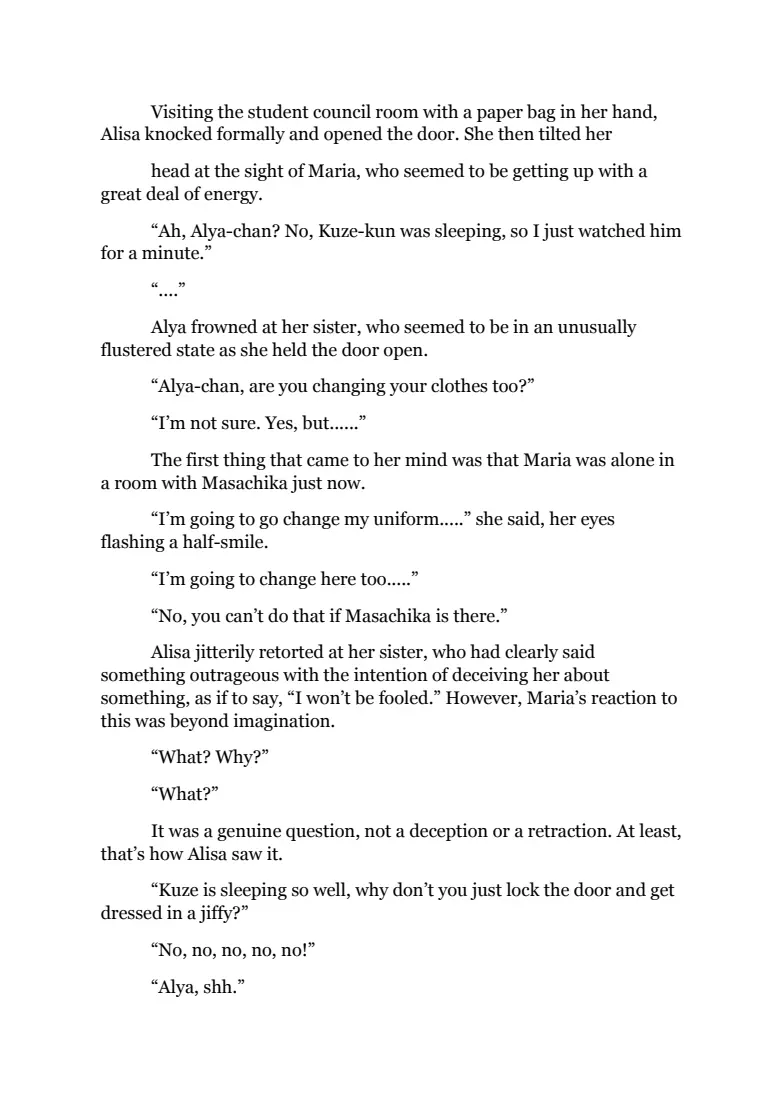 Visiting the student council room with a paper bag in her hand,
Alisa knocked formally and opened the door. She then tilted her
head at the sight of Maria, who seemed to be getting up with a
great deal of energy.
“Ah, Alya-chan? No, Kuze-kun was sleeping, so I just watched him
for a minute.”
“....”
Alya frowned at her sister, who seemed to be in an unusually
flustered state as she held the door open.
“Alya-chan, are you changing your clothes too?”
“I’m not sure. Yes, but......”
The first thing that came to her mind was that Maria was alone in
a room with Masachika just now.
“I’m going to go change my uniform.....” she said, her eyes
flashing a half-smile.
“I’m going to change here too.....”
“No, you can’t do that if Masachika is there.”
Alisa jitterily retorted at her sister, who had clearly said
something outrageous with the intention of deceiving her about
something, as if to say, “I won’t be fooled.” However, Maria’s reaction to
this was beyond imagination.
“What? Why?”
“What?”
It was a genuine question, not a deception or a retraction. At least,
that’s how Alisa saw it.
“Kuze is sleeping so well, why don’t you just lock the door and get
dressed in a jiffy?”
“No, no, no, no, no!”
“Alya, shh.”